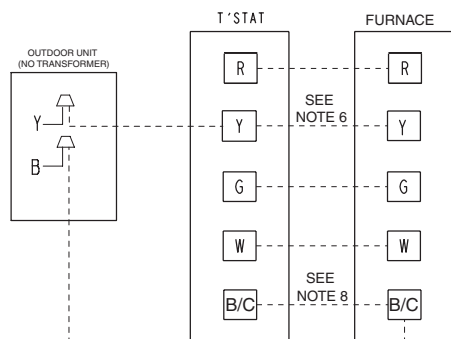 T'STAT
FURNACE
OUTDOOR UNIT
(NO TRANSFORMER)
R
R
Y
SEE
NOTE 6
Y
Y
B
G
G
W
W
SEE
NOTE 8
B/C
B/C